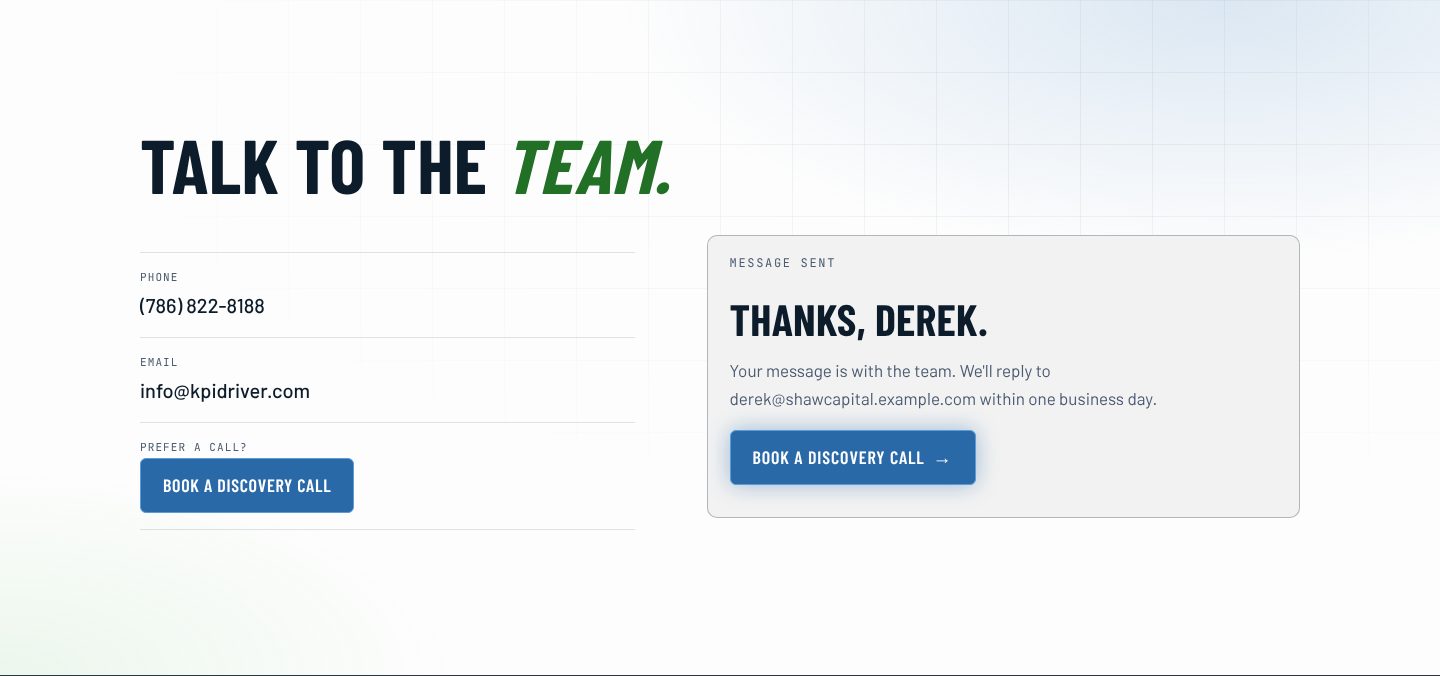 TALK TO THE TEAM.
PHONE
(786) 822-8188
EMAIL
info@kpidriver.com
PREFER A CALL?
BOOK A DISCOVERY CALL
MESSAGE SENT
THANKS, DEREK.
Your message is with the team. We'll reply to
derek@shawcapital.example.com within one business day.
BOOK A DISCOVERY CALL →